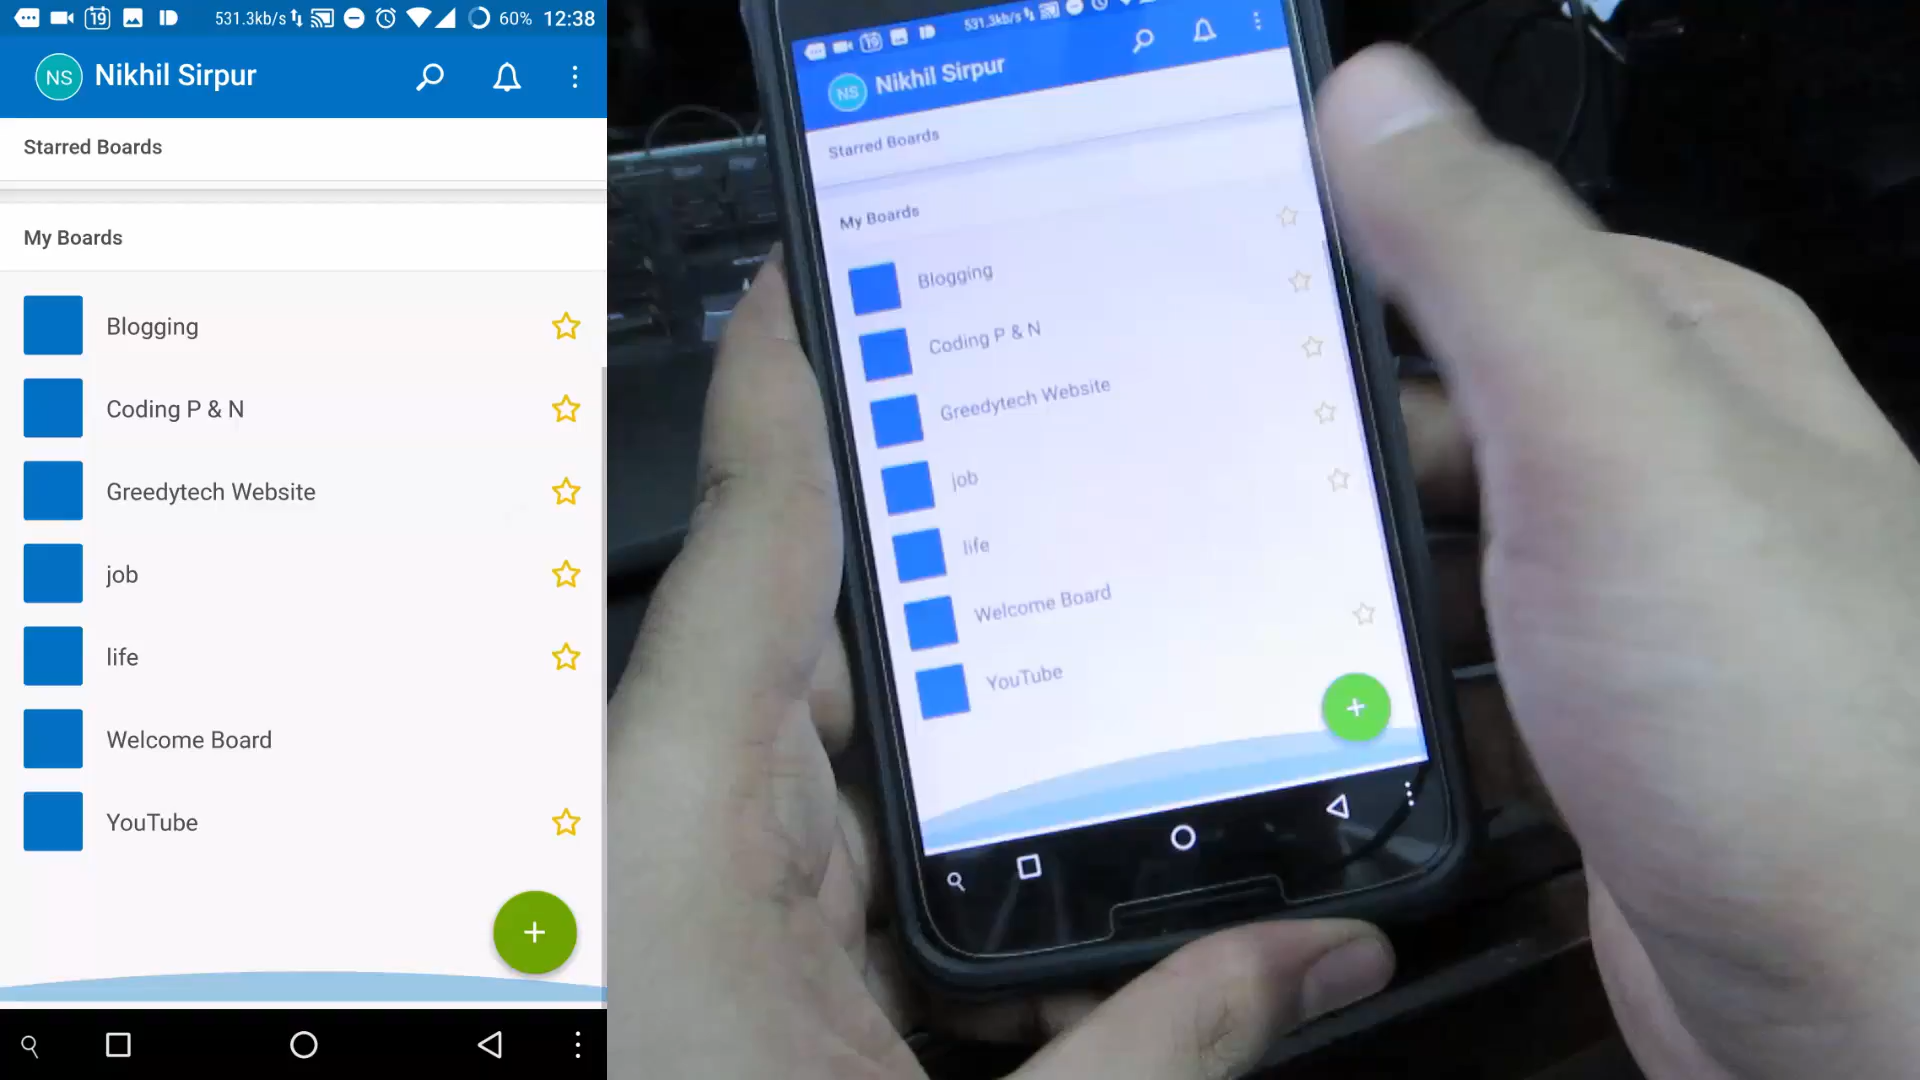 19 531.3kb/s 60% 12:38
NS Nikhil Sirpur
Starred Boards
My Boards
Blogging
Coding P & N
Greedytech Website
job
life
Welcome Board
YouTube
19 531.3kb/s
NS Nikhil Sirpur
Starred Boards
My Boards
Blogging
Coding P & N
Greedytech Website
job
life
Welcome Board
YouTube